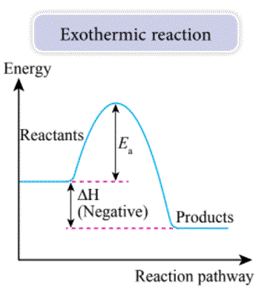 Exothermic reaction
Energy
Reactants
Eₐ
ΔH
(Negative)
Products
Reaction pathway